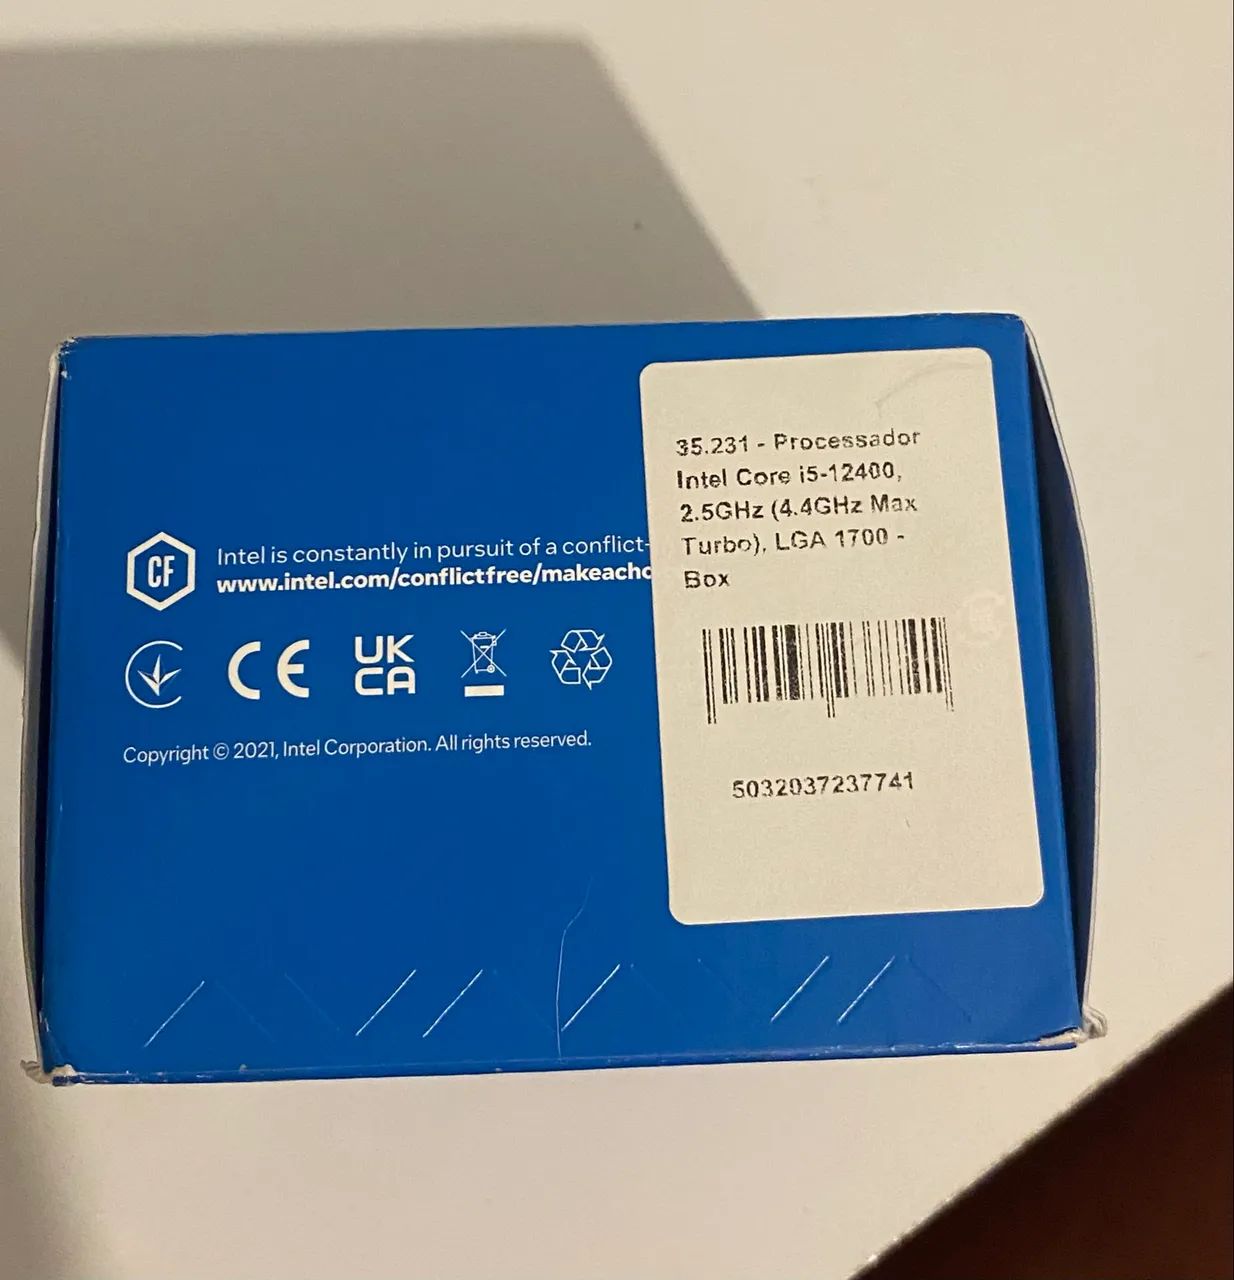 35.231 - Processador
Intel Core i5-12400,
2.5GHz (4.4GHz Max
Turbo), LGA 1700 -
Box
5032037237741
CF
Intel is constantly in pursuit of a conflict-
www.intel.com/conflictfree/makeacho
CE
UK
CA
Copyright © 2021, Intel Corporation. All rights reserved.